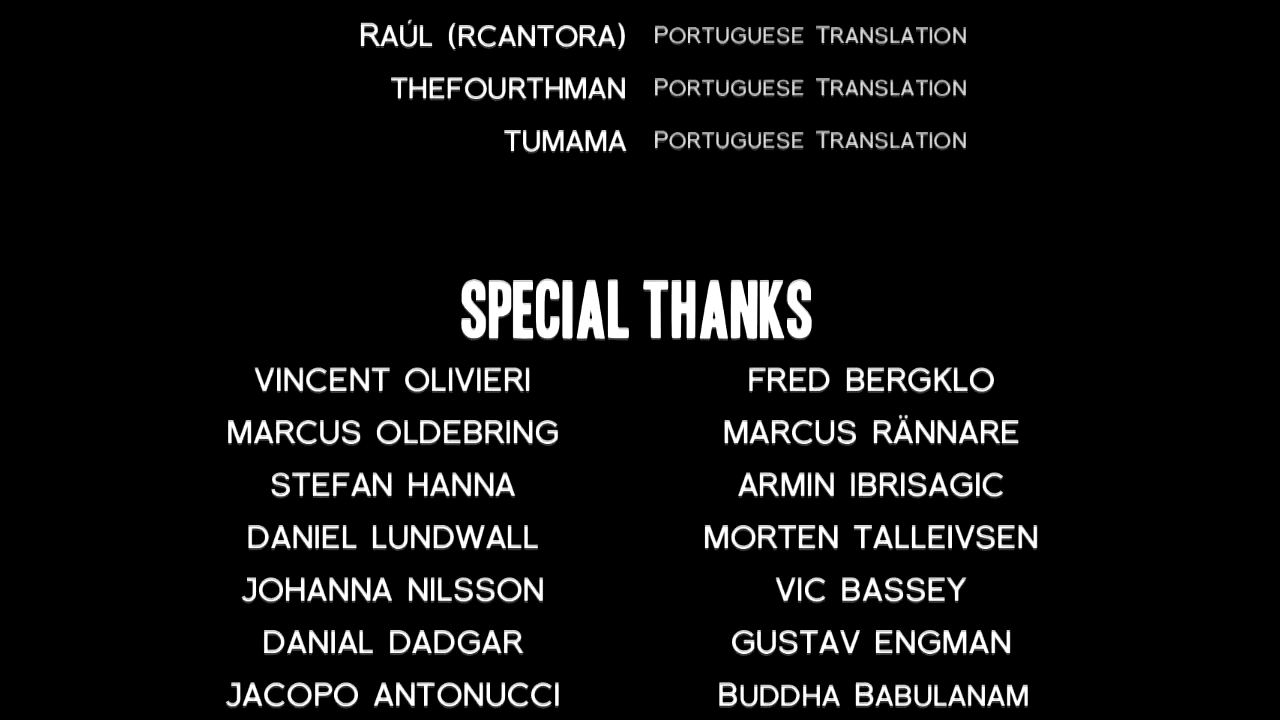 Raúl (rcantora) Portuguese Translation
THEFOURTHMAN Portuguese Translation
TUMAMA Portuguese Translation
SPECIAL THANKS
VINCENT OLIVIERI FRED BERGKLO
MARCUS OLDEBRING MARCUS RÄNNARE
STEFAN HANNA ARMIN IBRISAGIC
DANIEL LUNDWALL MORTEN TALLEIVSEN
JOHANNA NILSSON VIC BASSEY
DANIAL DADGAR GUSTAV ENGMAN
JACOPO ANTONUCCI Buddha Babulanam